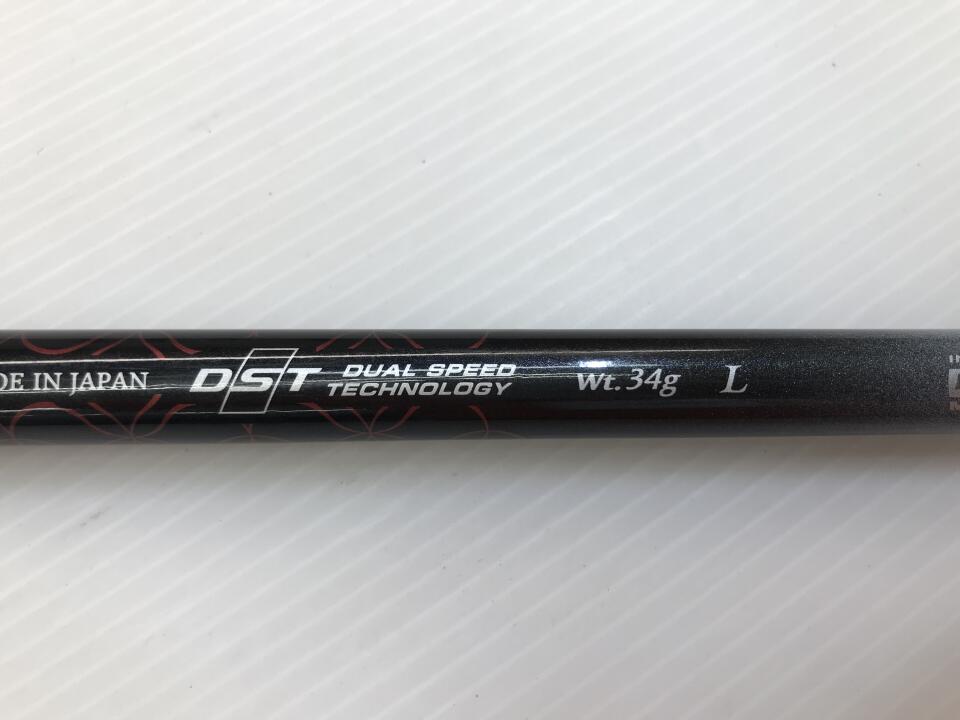 DE IN JAPAN
DST
DUAL SPEED
TECHNOLOGY
Wt. 34g L